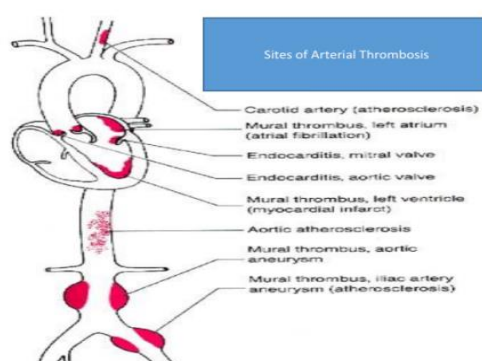 Sites of Arterial Thrombosis
Carotid artery (atherosclerosis)
Mural thrombus, left atrium
(atrial fibrillation)
Endocarditis, mitral valve
Endocarditis, aortic valve
Mural thrombus, left ventricle
(myocardial infarct)
Aortic atherosclerosis
Mural thrombus, aortic
aneurysm
Mural thrombus, iliac artery
aneurysm (atherosclerosis)